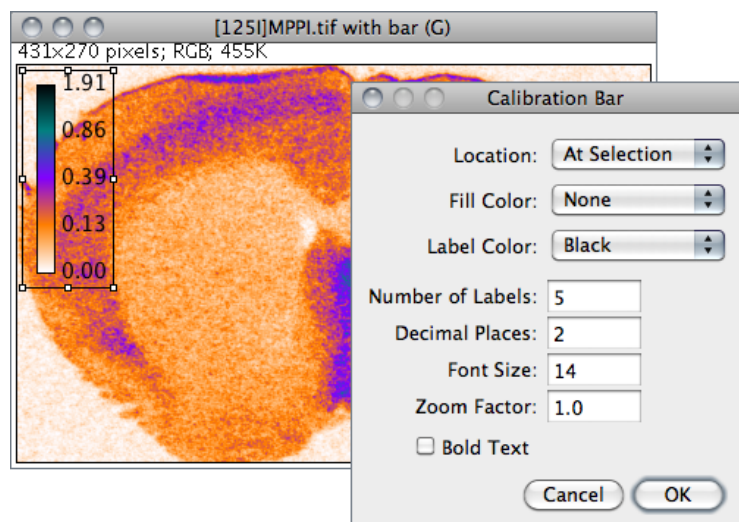 [125I]MPPI.tif with bar (G)
431x270 pixels; RGB; 455K
1.91
0.86
0.39
0.13
0.00
Calibration Bar
Location: At Selection
Fill Color: None
Label Color: Black
Number of Labels: 5
Decimal Places: 2
Font Size: 14
Zoom Factor: 1.0
Bold Text
Cancel OK